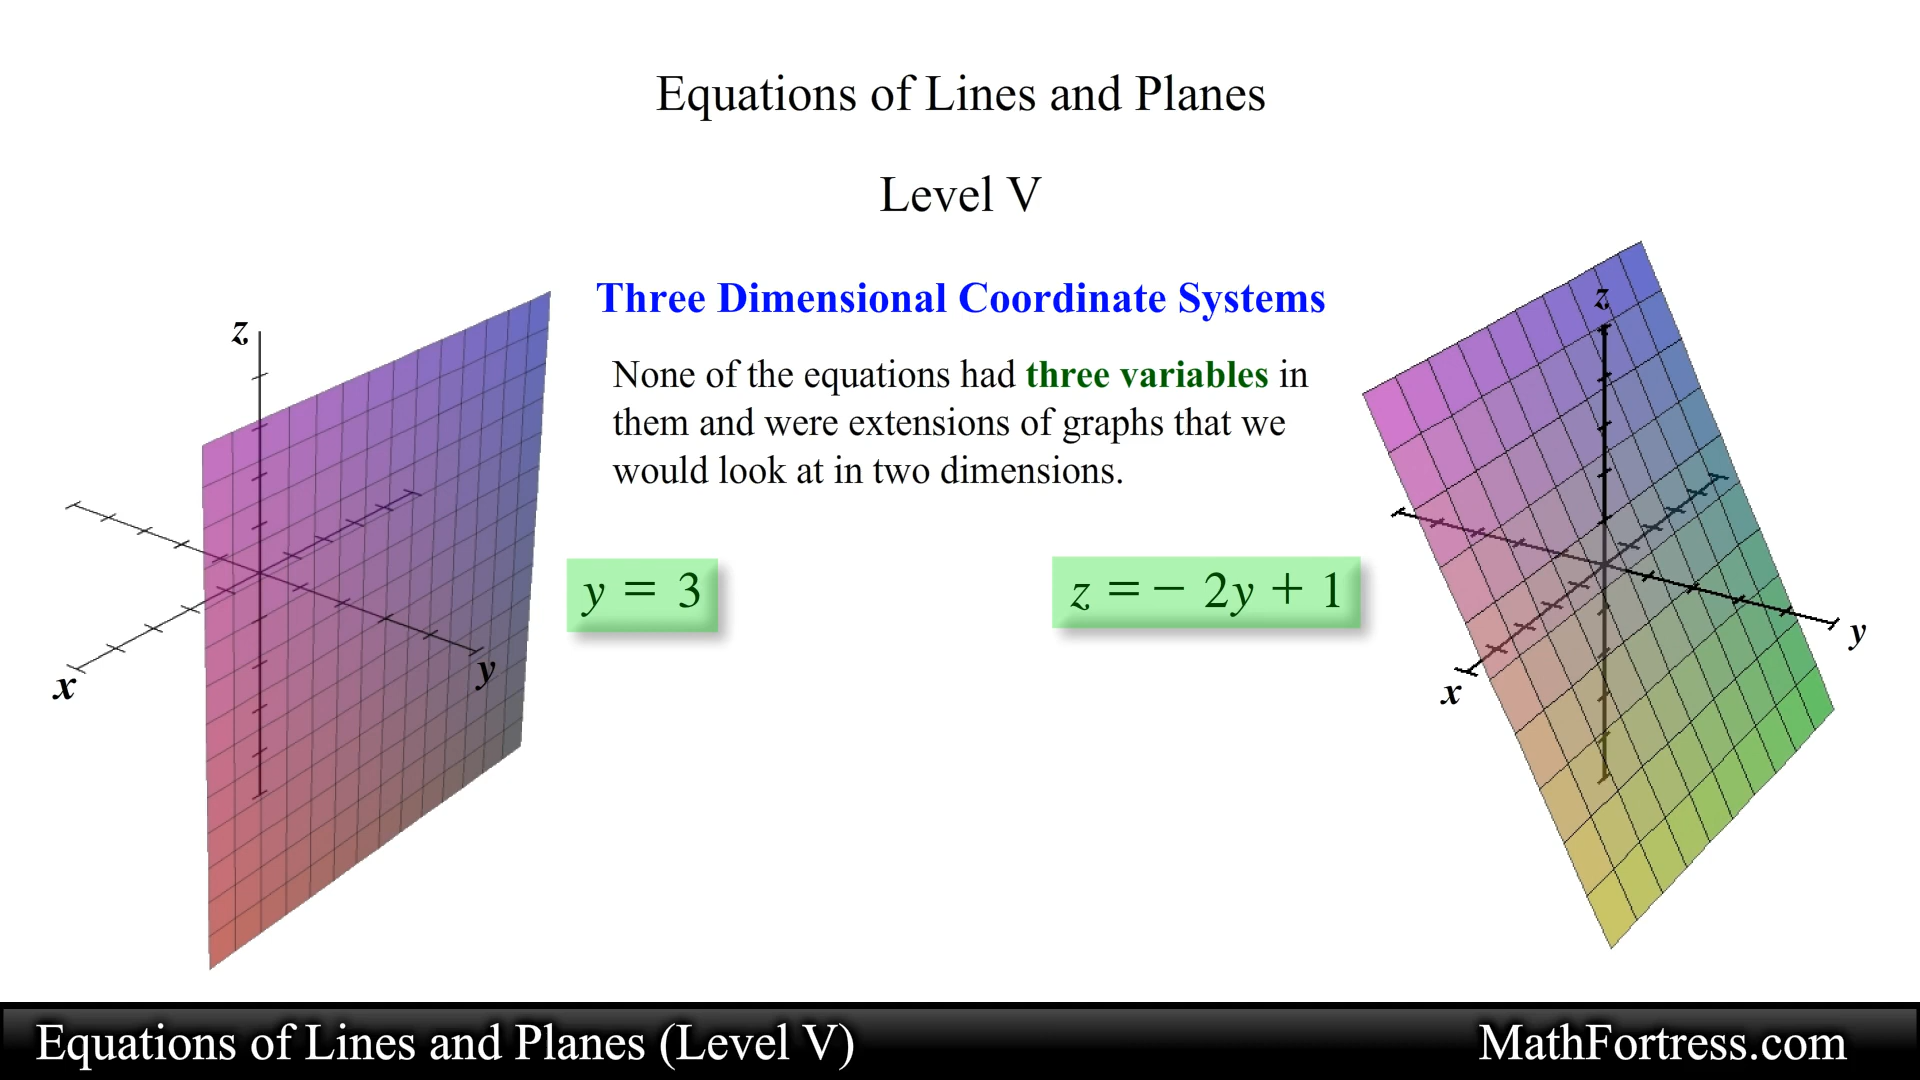 Equations of Lines and Planes
Level V
Three Dimensional Coordinate Systems
None of the equations had three variables in
them and were extensions of graphs that we
would look at in two dimensions.
z
x
y
y = 3
z = − 2y + 1
z
x
y
Equations of Lines and Planes (Level V)
MathFortress.com